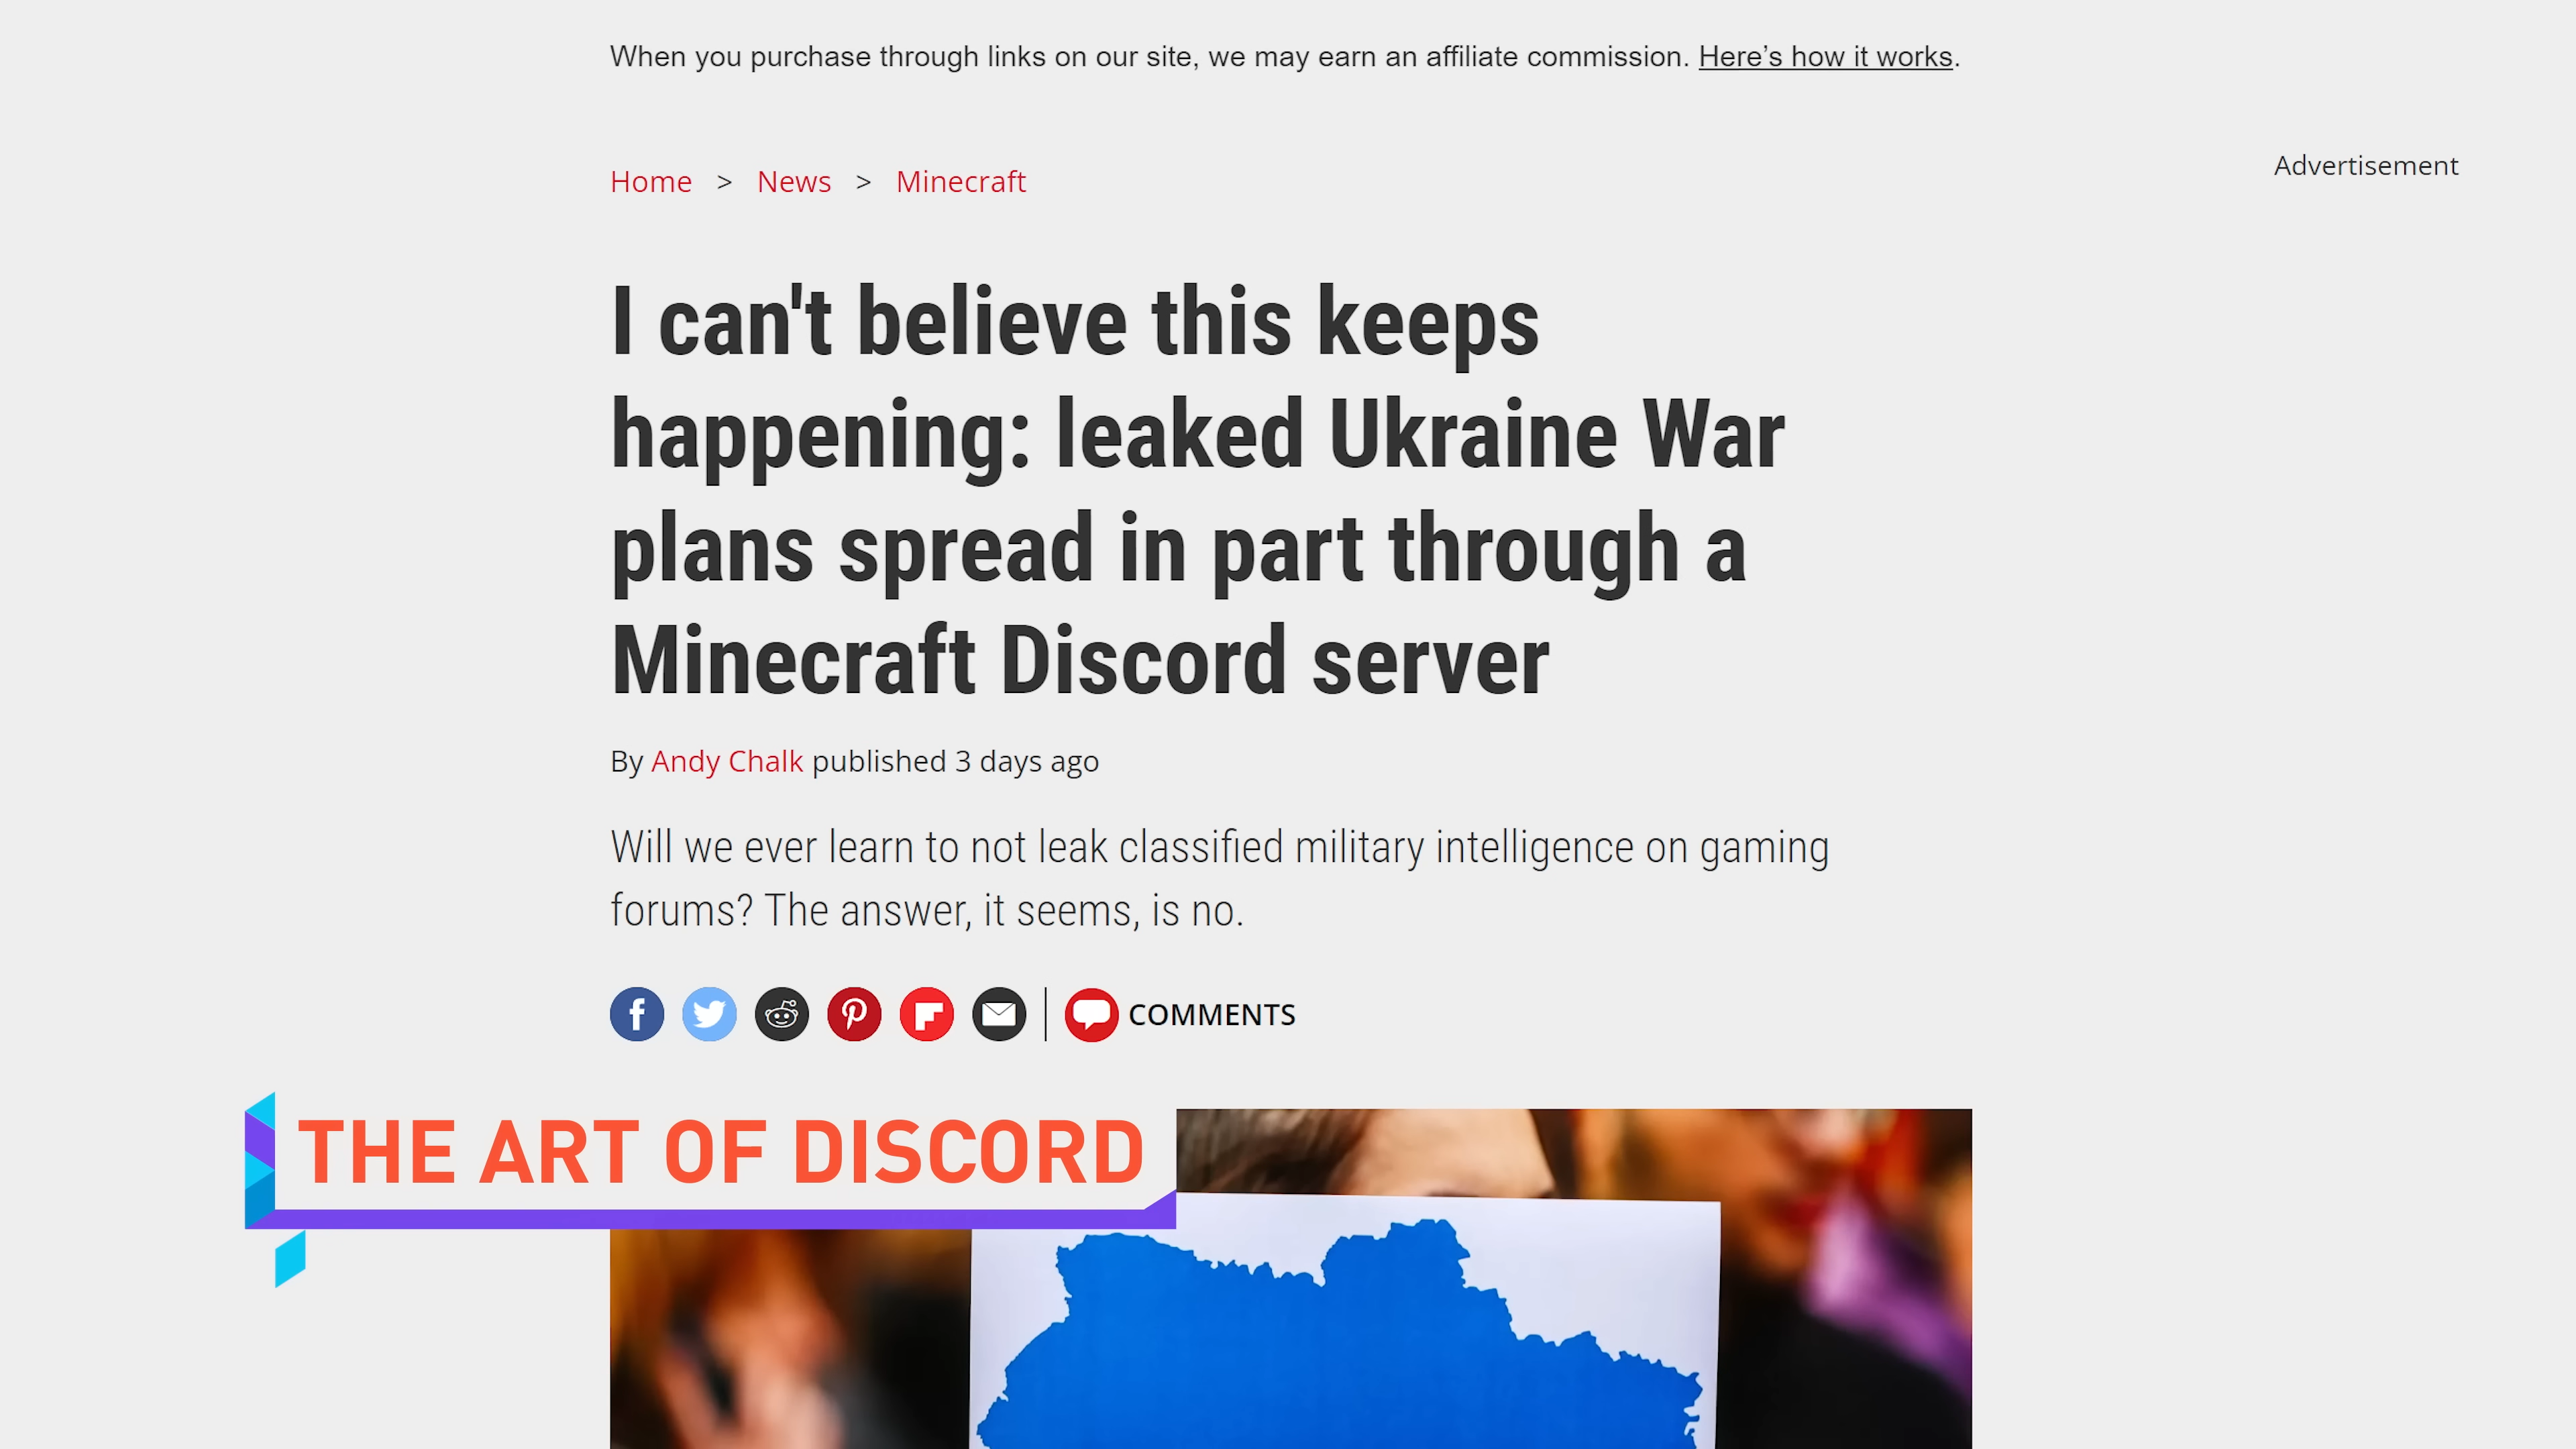 When you purchase through links on our site, we may earn an affiliate commission. Here’s how it works.
Advertisement
Home > News > Minecraft
I can't believe this keeps
happening: leaked Ukraine War
plans spread in part through a
Minecraft Discord server
By Andy Chalk published 3 days ago
Will we ever learn to not leak classified military intelligence on gaming
forums? The answer, it seems, is no.
COMMENTS
THE ART OF DISCORD